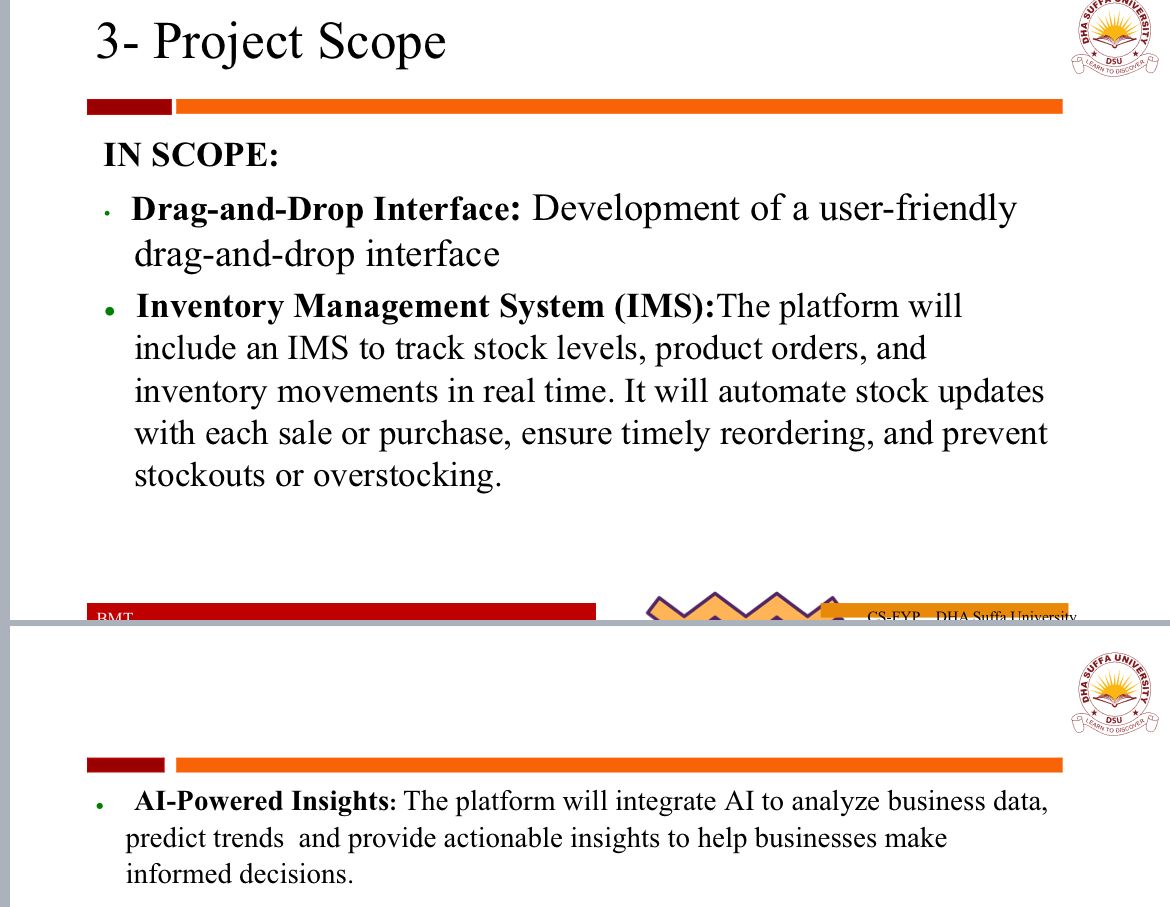 3- Project Scope
DHA SUFFA UNIVERSITY
DSU
LEARN TO DISCOVER
IN SCOPE:
• Drag-and-Drop Interface: Development of a user-friendly
drag-and-drop interface
• Inventory Management System (IMS):The platform will
include an IMS to track stock levels, product orders, and
inventory movements in real time. It will automate stock updates
with each sale or purchase, ensure timely reordering, and prevent
stockouts or overstocking.
BMT
CS-FYP DHA Suffa University
DHA SUFFA UNIVERSITY
DSU
LEARN TO DISCOVER
• AI-Powered Insights: The platform will integrate AI to analyze business data,
predict trends  and provide actionable insights to help businesses make
informed decisions.